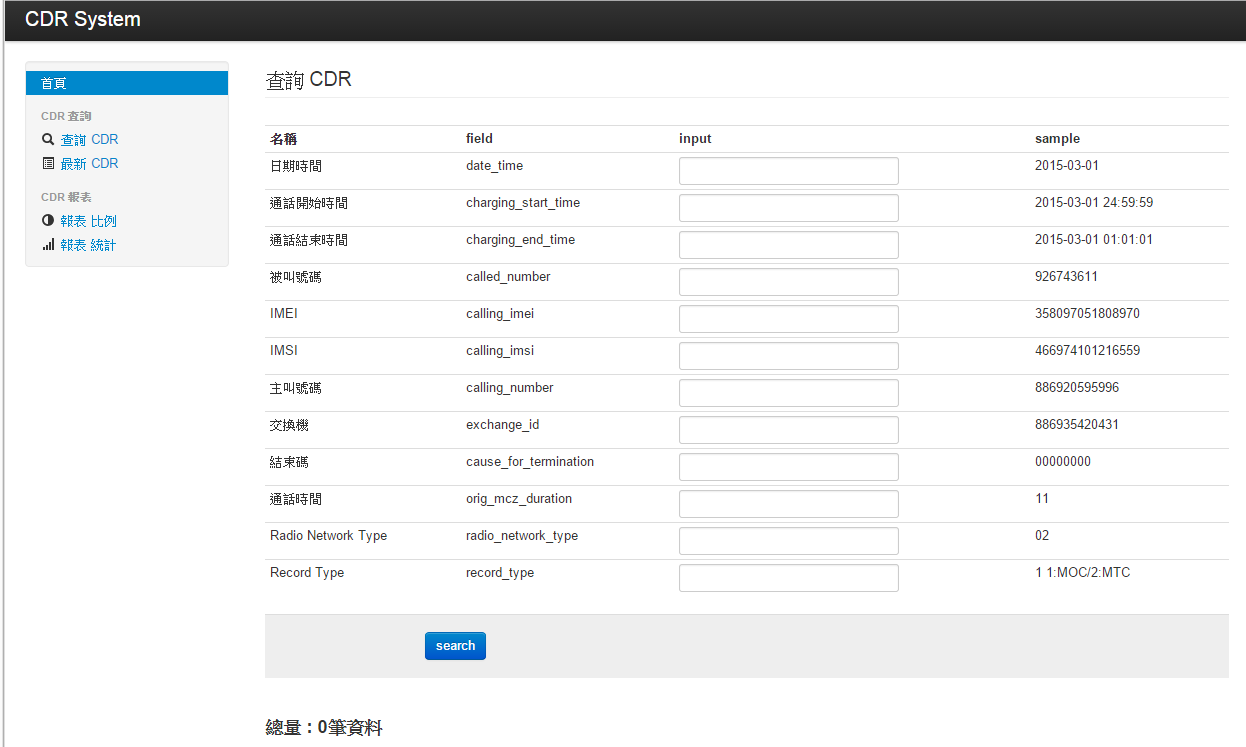 CDR System
首頁
CDR 查詢
查詢 CDR
最新 CDR
CDR 報表
報表 比例
報表 統計
查詢 CDR
名稱 field input sample
日期時間 date_time 2015-03-01
通話開始時間 charging_start_time 2015-03-01 24:59:59
通話結束時間 charging_end_time 2015-03-01 01:01:01
被叫號碼 called_number 926743611
IMEI calling_imei 358097051808970
IMSI calling_imsi 466974101216559
主叫號碼 calling_number 886920595996
交換機 exchange_id 886935420431
結束碼 cause_for_termination 00000000
通話時間 orig_mcz_duration 11
Radio Network Type radio_network_type 02
Record Type record_type 1 1:MOC/2:MTC
search
總量：0筆資料